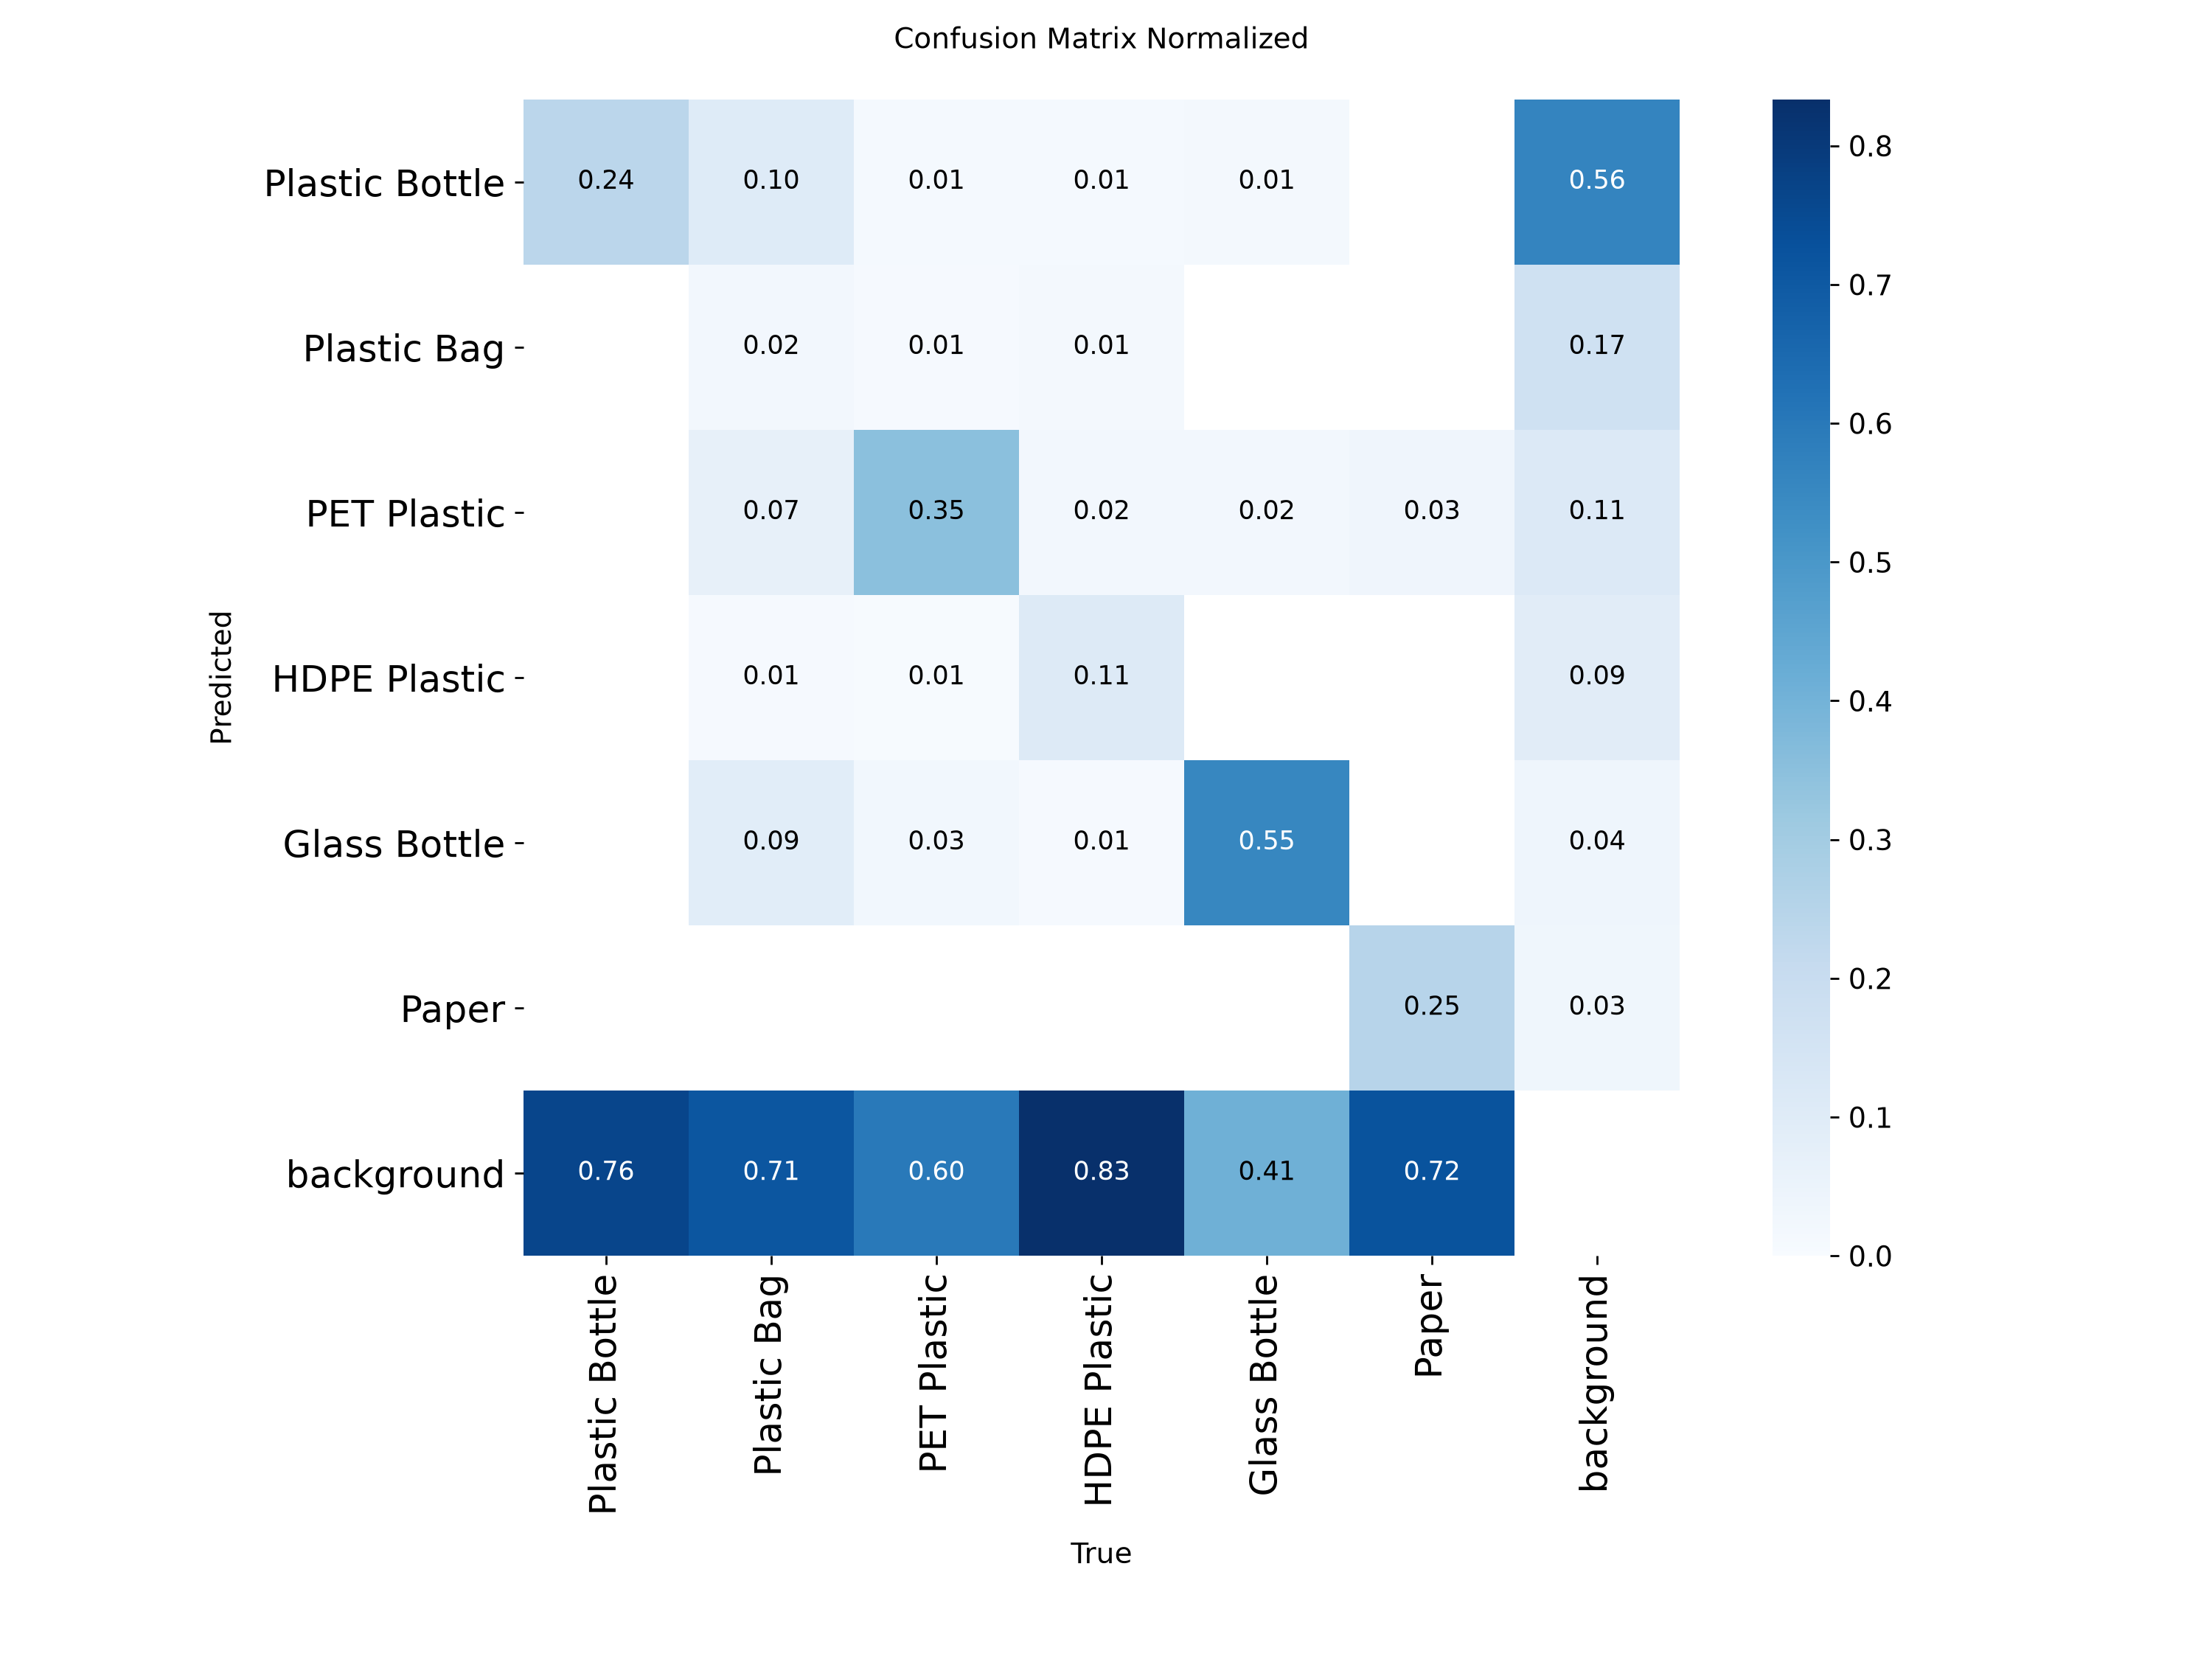 Confusion Matrix Normalized
Plastic Bottle
0.24 0.10 0.01 0.01 0.01 0.56
Plastic Bag
0.02 0.01 0.01 0.17
PET Plastic
0.07 0.35 0.02 0.02 0.03 0.11
HDPE Plastic
0.01 0.01 0.11 0.09
Glass Bottle
0.09 0.03 0.01 0.55 0.04
Paper
0.25 0.03
background
0.76 0.71 0.60 0.83 0.41 0.72
Predicted
Plastic Bottle
Plastic Bag
PET Plastic
HDPE Plastic
Glass Bottle
Paper
background
True
0.8
0.7
0.6
0.5
0.4
0.3
0.2
0.1
0.0